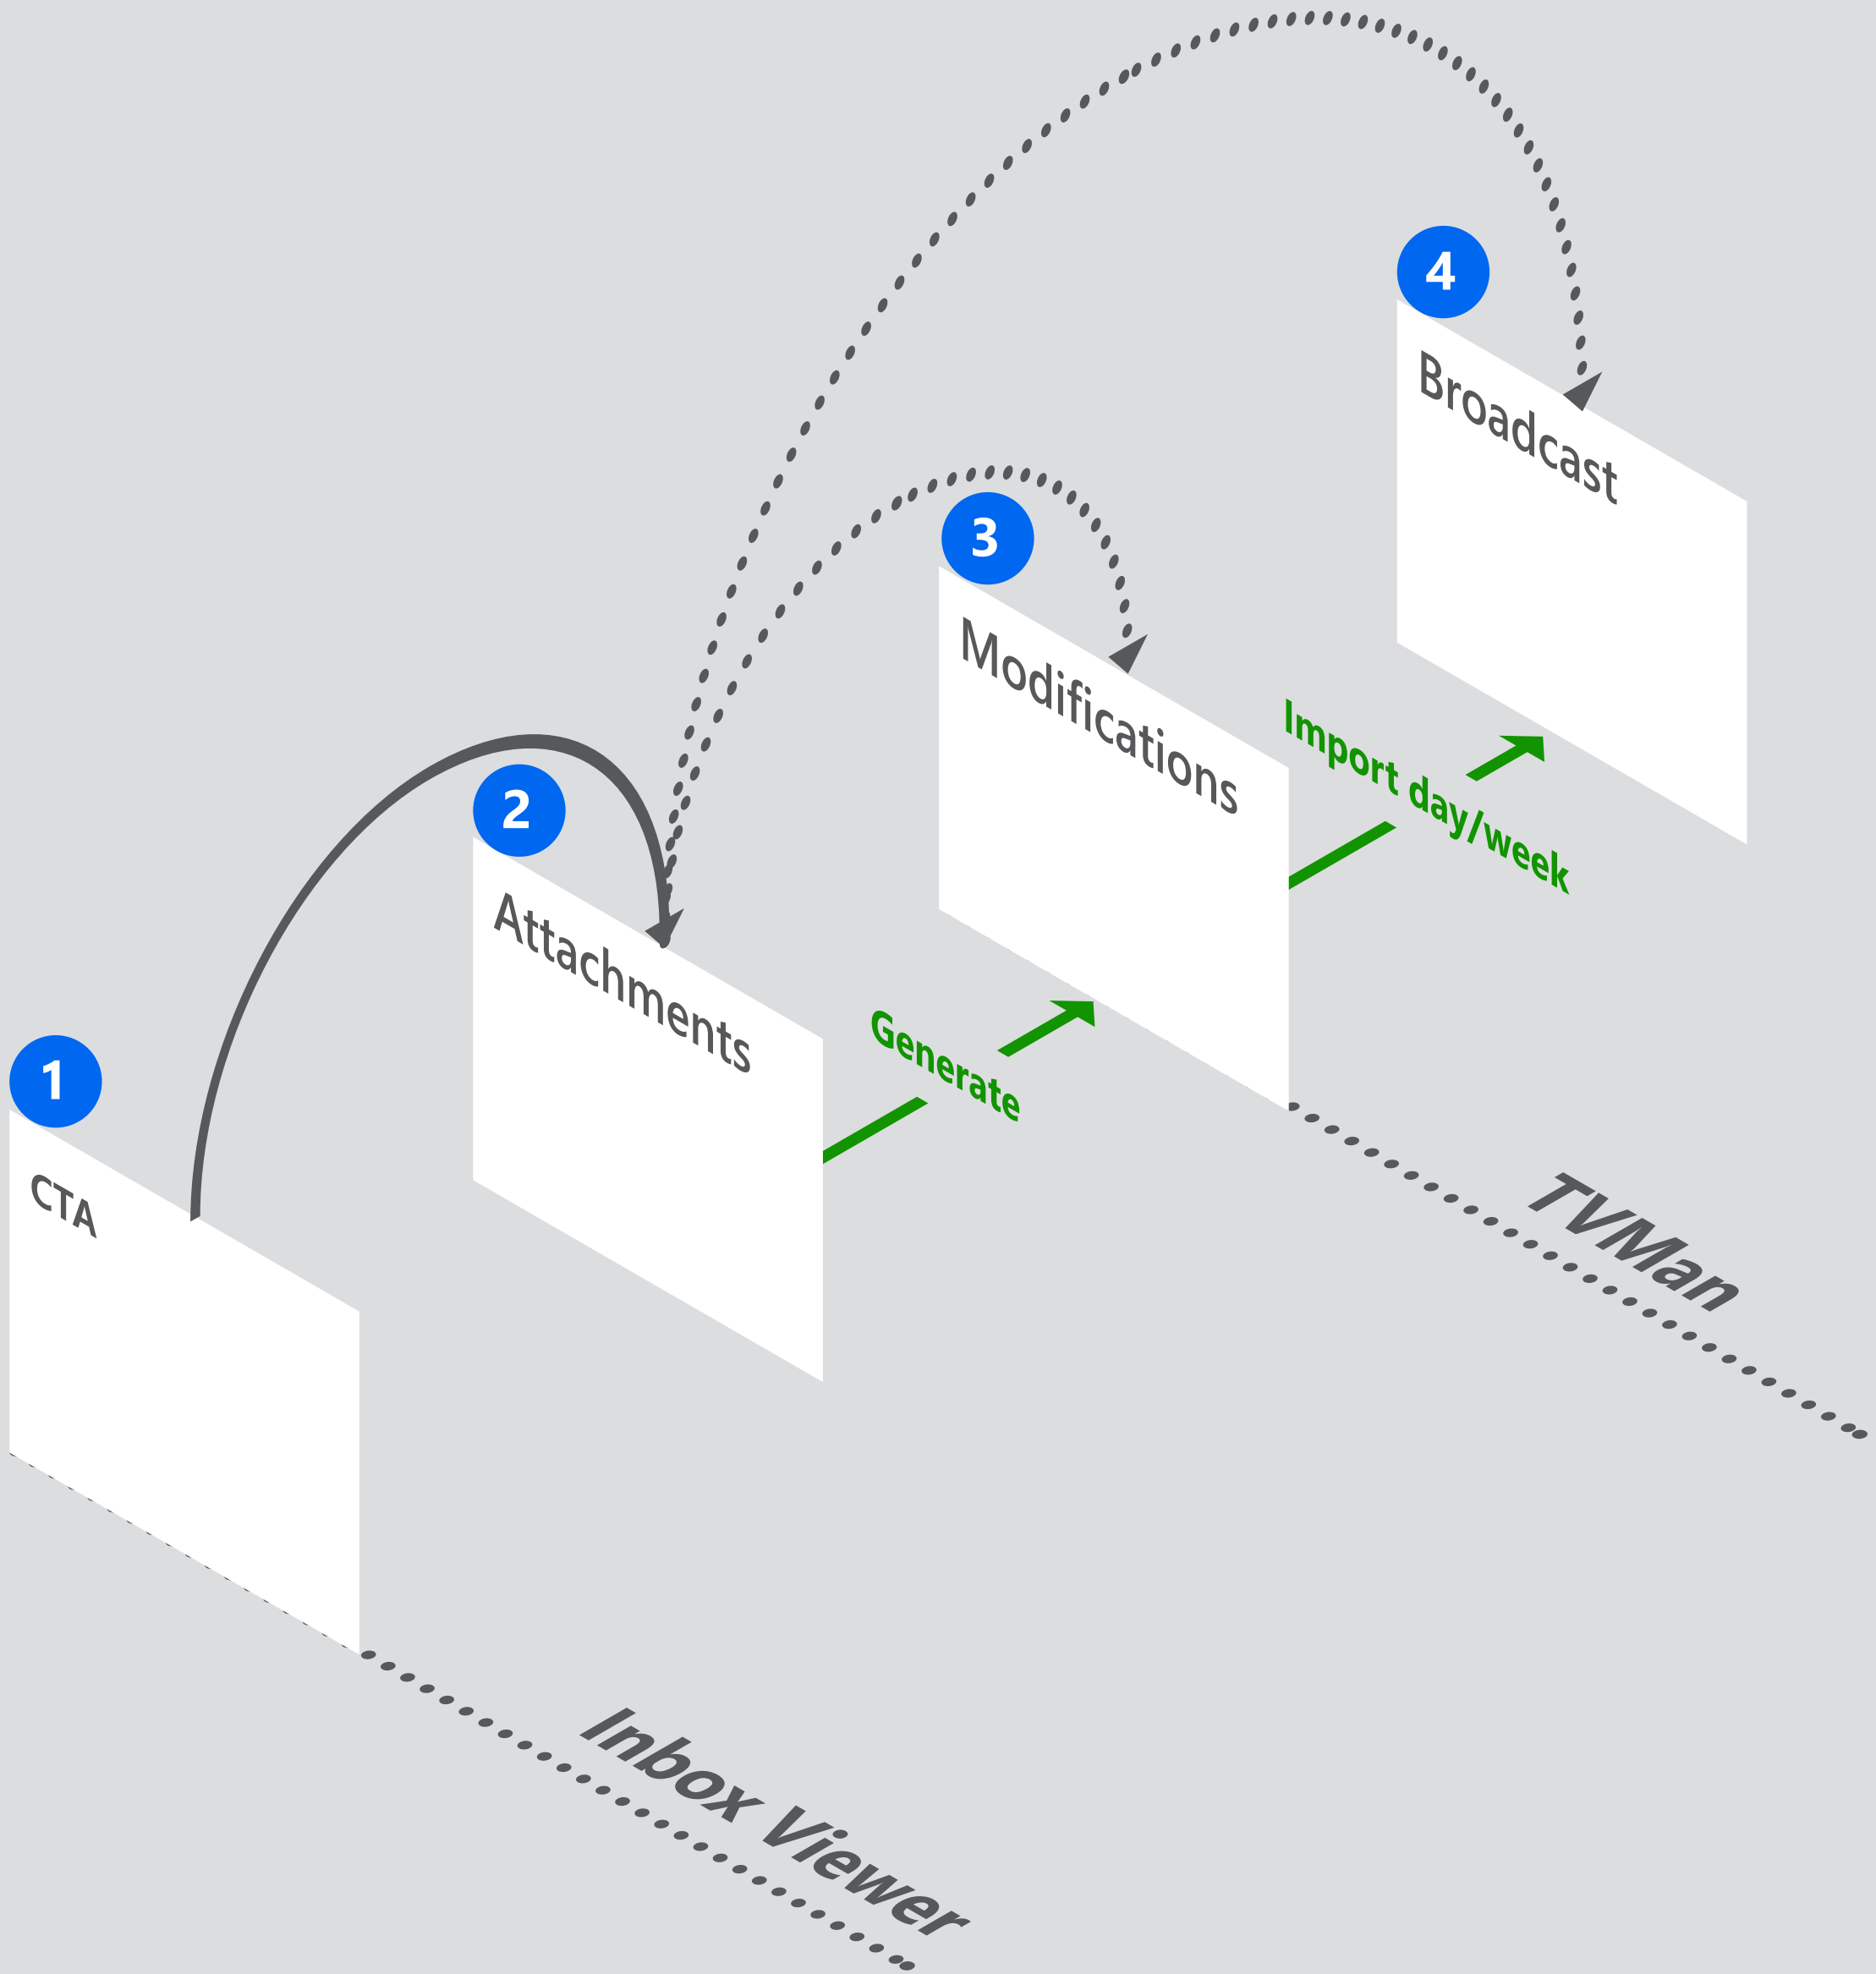 1
CTA
2
Attachments
Generate
3
Modifications
Import day/week
4
Broadcast
TVMan
Inbox Viewer